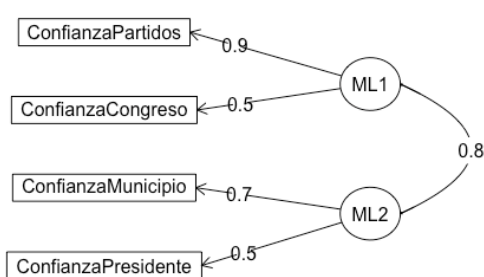 ConfianzaPartidos
0.9
ML1
ConfianzaCongreso
0.5
0.8
ConfianzaMunicipio
0.7
ML2
0.5
ConfianzaPresidente